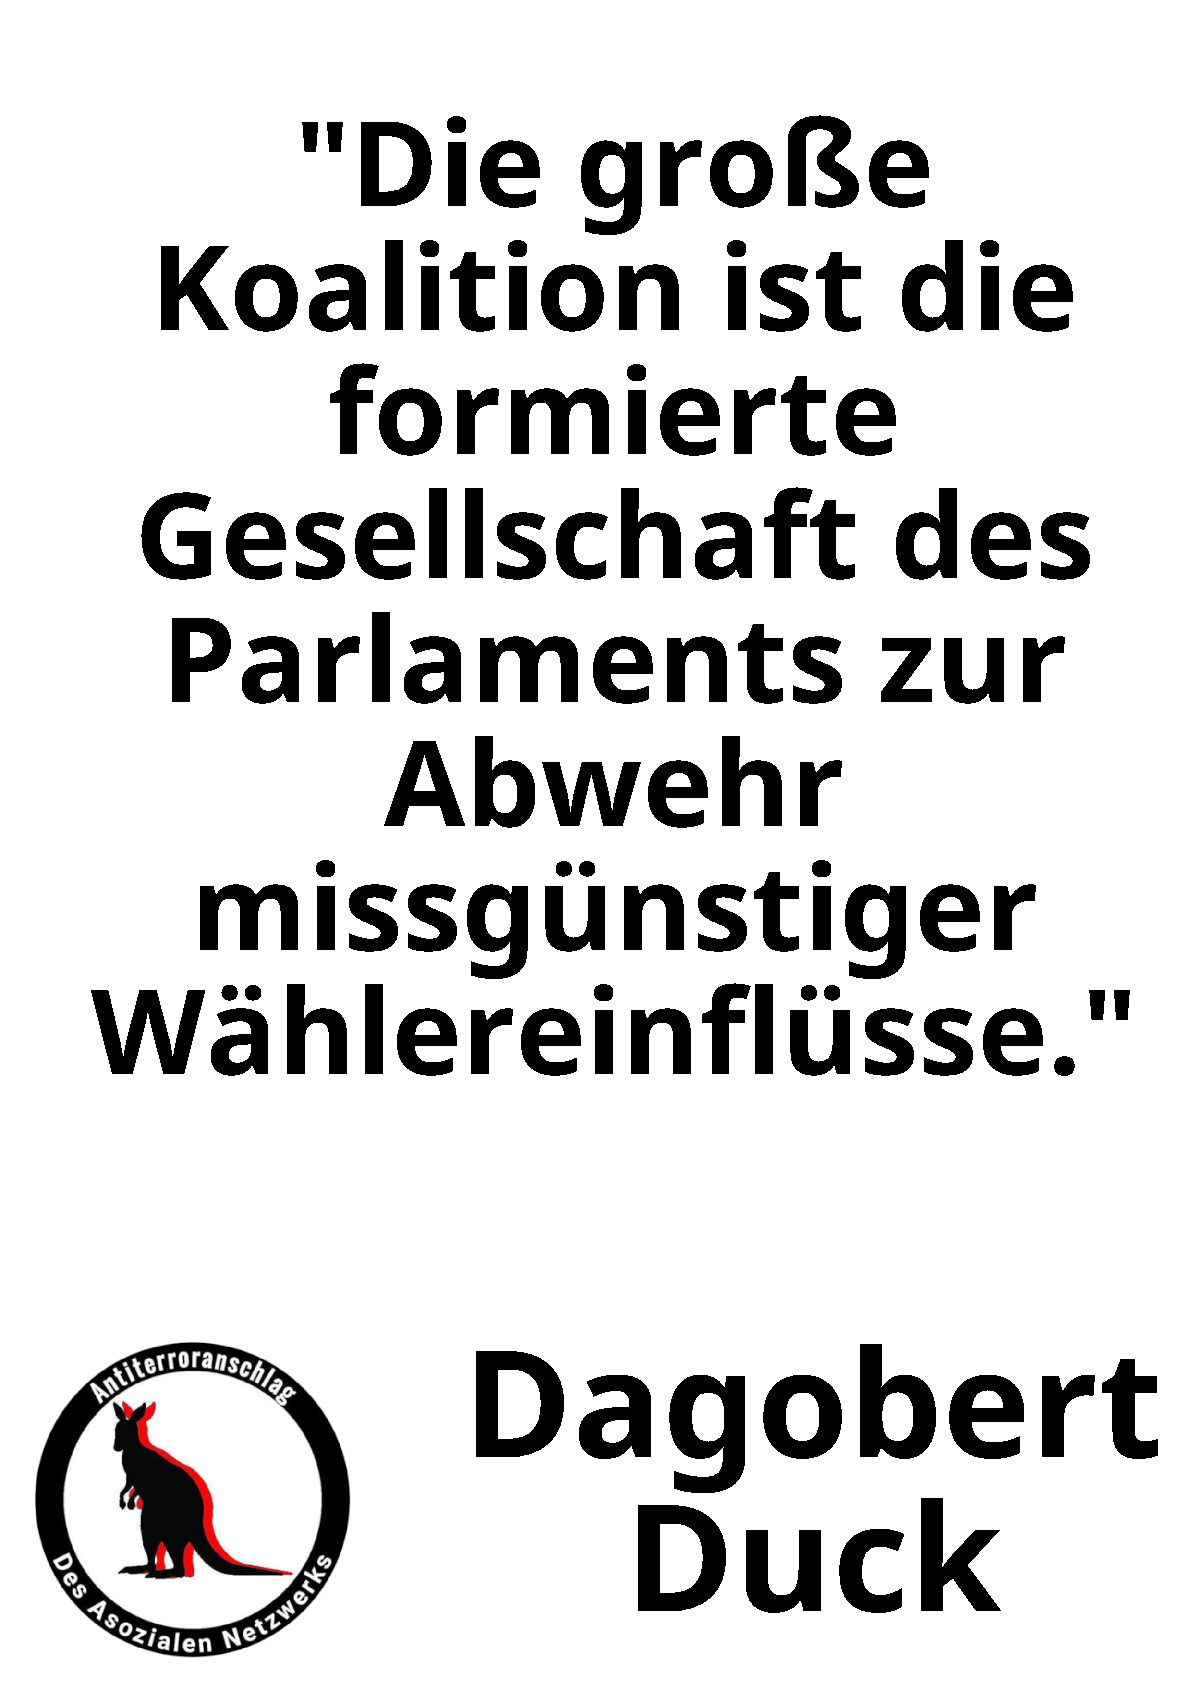 "Die große
Koalition ist die
formierte
Gesellschaft des
Parlaments zur
Abwehr
missgünstiger
Wählereinflüsse."
Antiterroranschlag
Des Asozialen Netzwerks
Dagobert
Duck